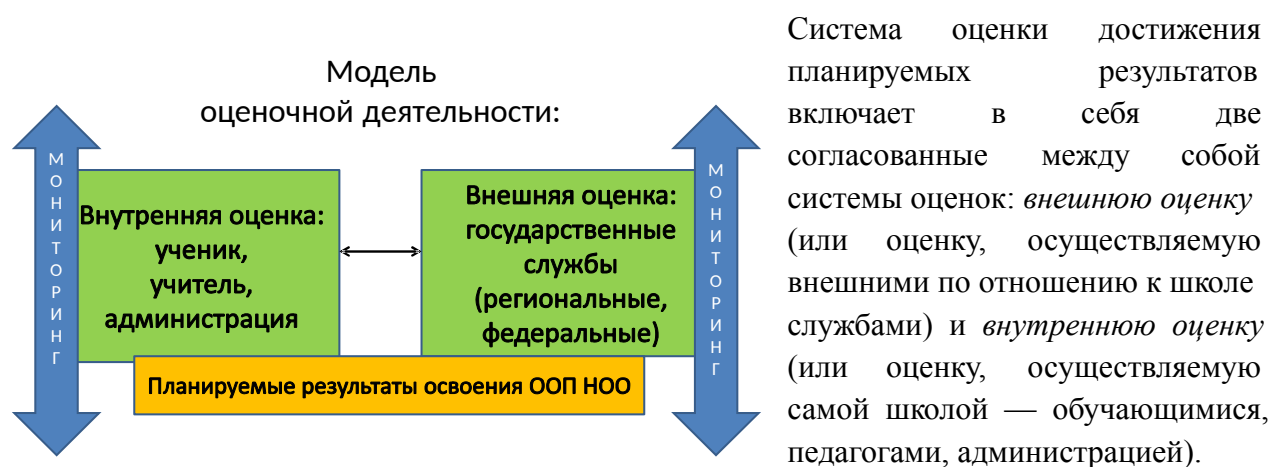 Модель
оценочной деятельности:
МОНИТОРИНГ
Внутренняя оценка:
ученик,
учитель,
администрация
Внешняя оценка:
государственные
службы
(региональные,
федеральные)
МОНИТОРИНГ
Планируемые результаты освоения ООП НОО
Система оценки достижения
планируемых результатов
включает в себя две
согласованные между собой
системы оценок: внешнюю оценку
(или оценку, осуществляемую
внешними по отношению к школе
службами) и внутреннюю оценку
(или оценку, осуществляемую
самой школой — обучающимися,
педагогами, администрацией).